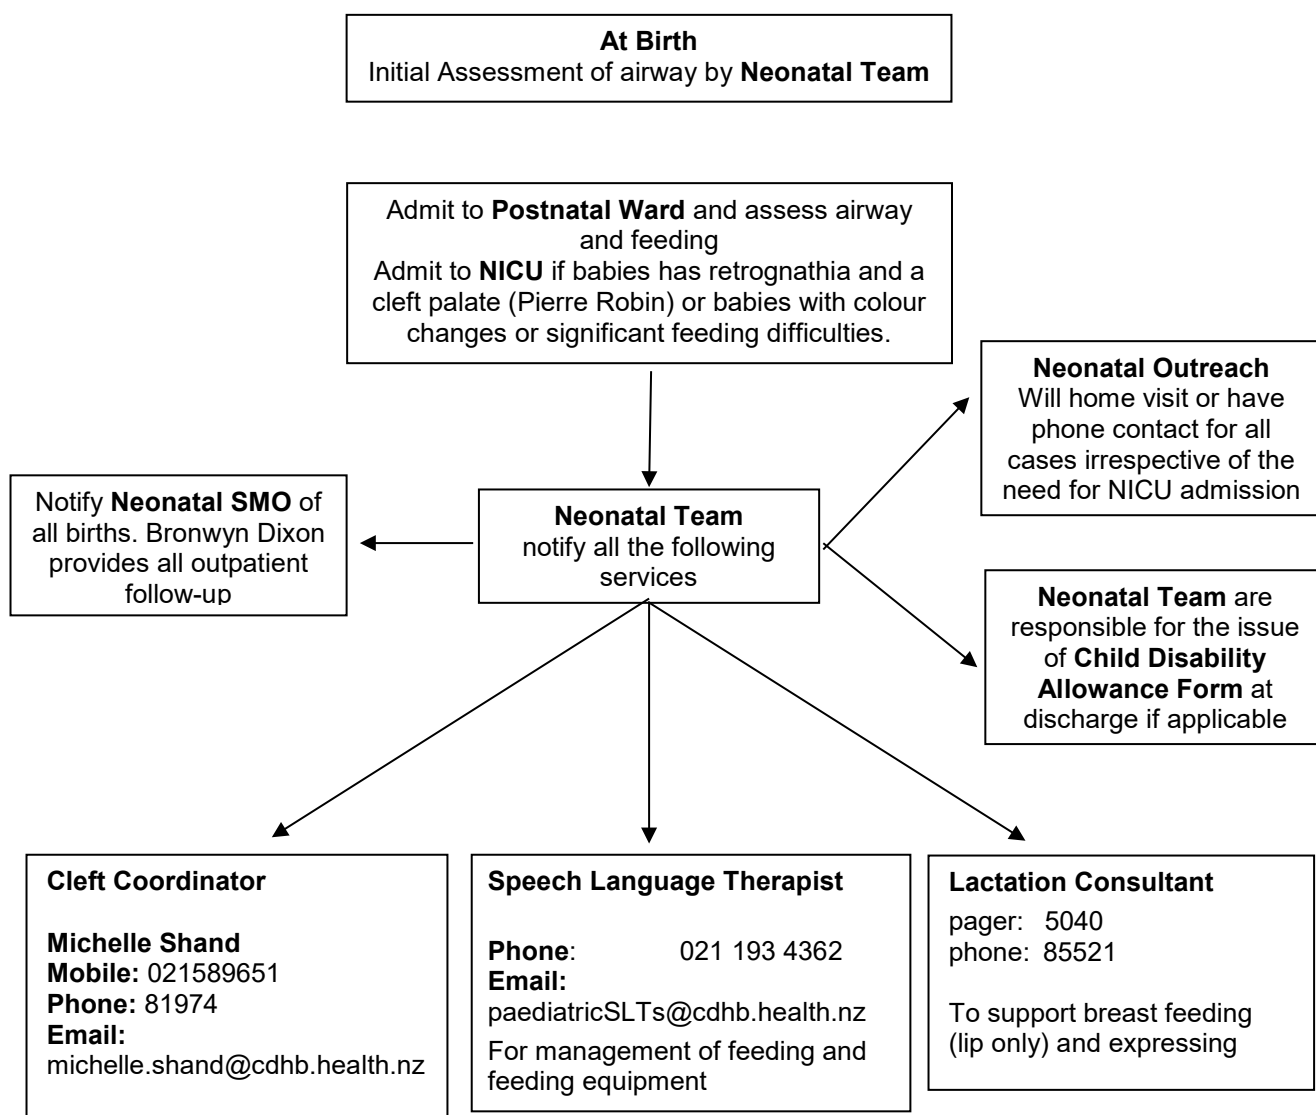 At Birth
Initial Assessment of airway by Neonatal Team
Admit to Postnatal Ward and assess airway
and feeding
Admit to NICU if babies has retrognathia and a
cleft palate (Pierre Robin) or babies with colour
changes or significant feeding difficulties.
Neonatal Outreach
Will home visit or have
phone contact for all
cases irrespective of the
need for NICU admission
Notify Neonatal SMO of
all births. Bronwyn Dixon
provides all outpatient
follow-up
Neonatal Team
notify all the following
services
Neonatal Team are
responsible for the issue
of Child Disability
Allowance Form at
discharge if applicable
Cleft Coordinator
Michelle Shand
Mobile: 021589651
Phone: 81974
Email:
michelle.shand@cdhb.health.nz
Speech Language Therapist
Phone: 021 193 4362
Email:
paediatricSLTs@cdhb.health.nz
For management of feeding and
feeding equipment
Lactation Consultant
pager: 5040
phone: 85521
To support breast feeding
(lip only) and expressing